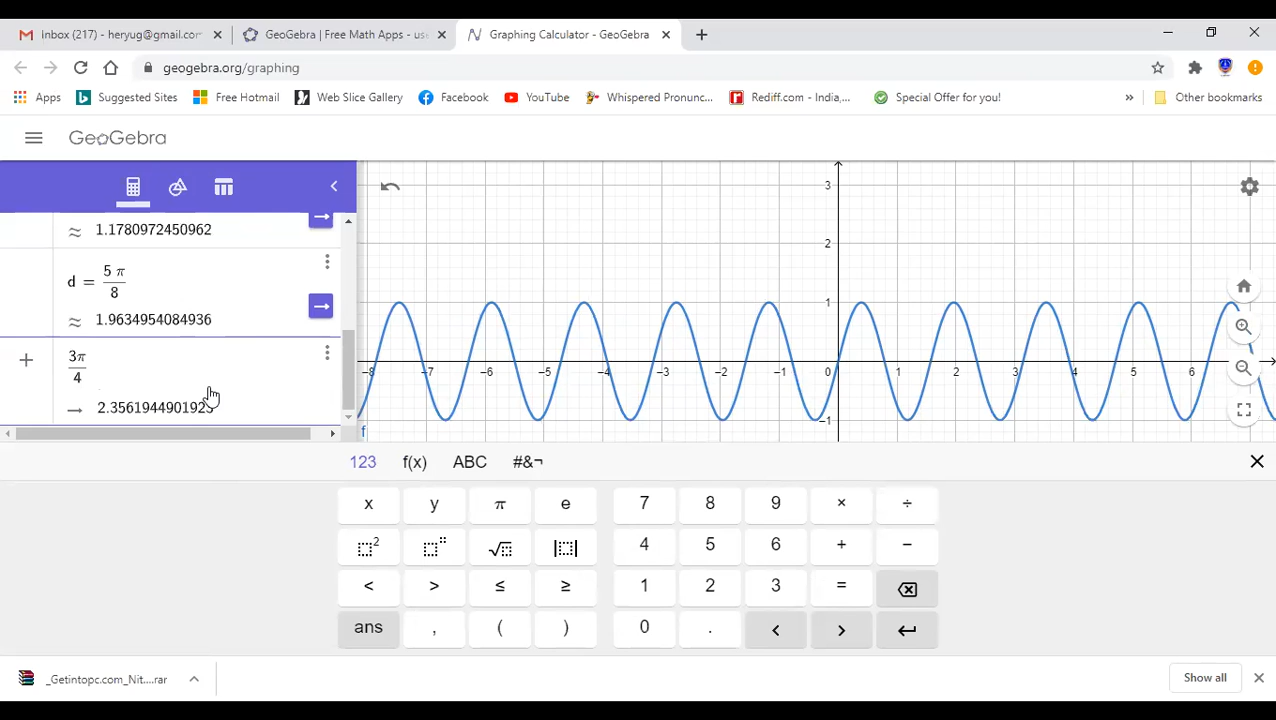 Inbox (217) - heryug@gmail.com
GeoGebra | Free Math Apps - use
Graphing Calculator - GeoGebra
geogebra.org/graphing
Apps
Suggested Sites
Free Hotmail
Web Slice Gallery
Facebook
YouTube
Whispered Pronunc...
Rediff.com - India,...
Special Offer for you!
»
Other bookmarks
GeoGebra
≈ 1.1780972450962
d = 5 π / 8
≈ 1.9634954084936
3π / 4
→ 2.356194490192
3
2
1
-8 -7 -6 -5 -4 -3 -2 -1 0 0 1 2 3 4 5 6
-1
f
123 f(x) ABC #&¬
x y π e 7 8 9 × ÷
4 5 6 + −
< > ≤ ≥ 1 2 3 =
ans , ( ) 0 . < >
_Getintopc.com_Nit....rar
Show all